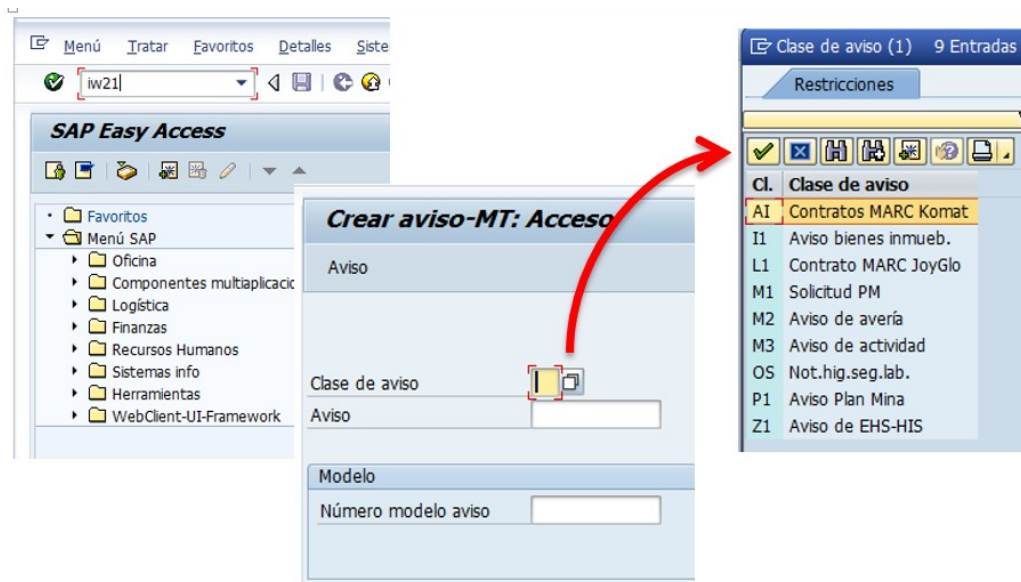 Menú Tratar Favoritos Detalles Siste
iw21
SAP Easy Access
Favoritos
Menú SAP
Oficina
Componentes multiaplicacic
Logística
Finanzas
Recursos Humanos
Sistemas info
Herramientas
WebClient-UI-Framework
Crear aviso-MT: Acceso
Aviso
Clase de aviso
Aviso
Modelo
Número modelo aviso
Clase de aviso (1) 9 Entradas
Restricciones
Cl. Clase de aviso
AI Contratos MARC Komat
I1 Aviso bienes inmueb.
L1 Contrato MARC JoyGlo
M1 Solicitud PM
M2 Aviso de avería
M3 Aviso de actividad
OS Not.hig.seg.lab.
P1 Aviso Plan Mina
Z1 Aviso de EHS-HIS